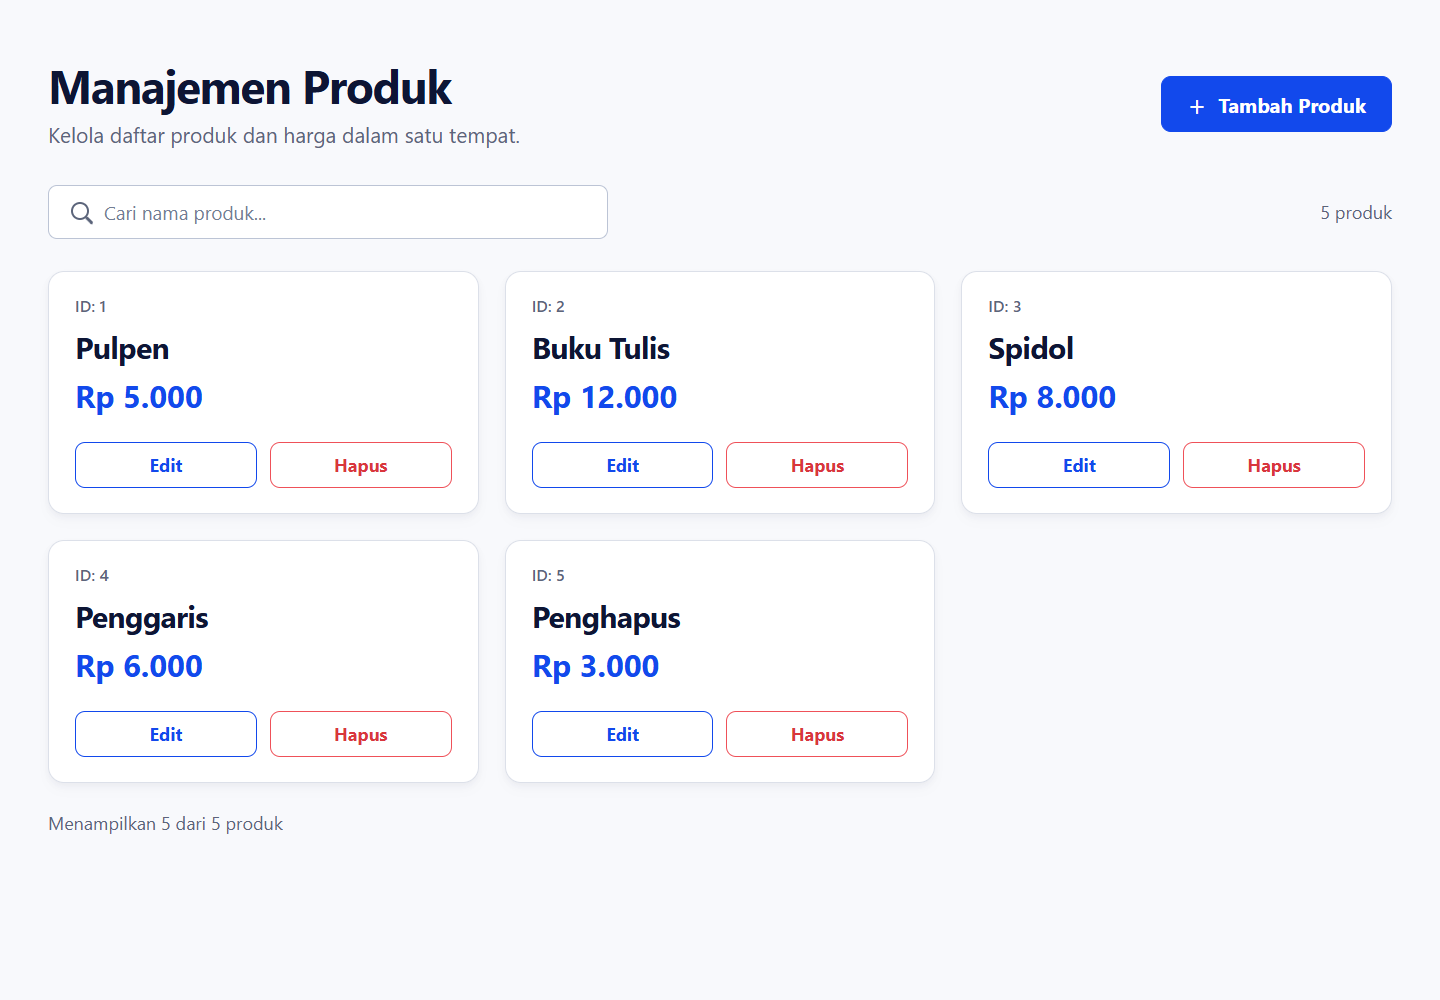 Manajemen Produk
Kelola daftar produk dan harga dalam satu tempat.
+ Tambah Produk
Cari nama produk...
5 produk
ID: 1
Pulpen
Rp 5.000
Edit
Hapus
ID: 2
Buku Tulis
Rp 12.000
Edit
Hapus
ID: 3
Spidol
Rp 8.000
Edit
Hapus
ID: 4
Penggaris
Rp 6.000
Edit
Hapus
ID: 5
Penghapus
Rp 3.000
Edit
Hapus
Menampilkan 5 dari 5 produk